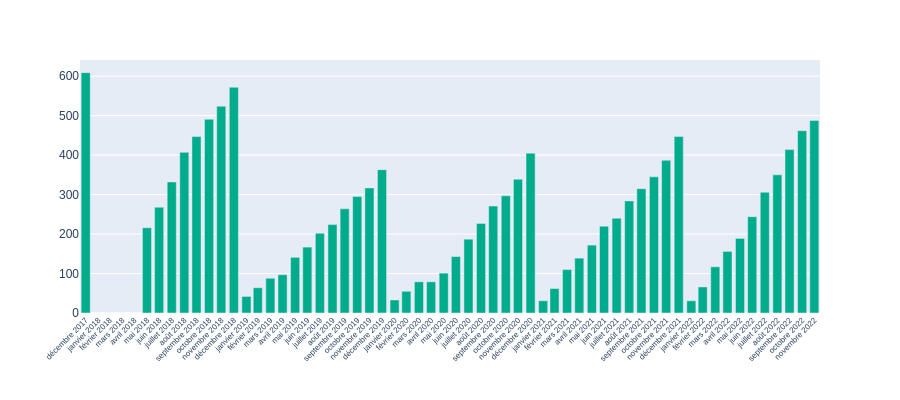 600
500
400
300
200
100
0
décembre 2017
janvier 2018
février 2018
mars 2018
avril 2018
mai 2018
juin 2018
juillet 2018
août 2018
septembre 2018
octobre 2018
novembre 2018
décembre 2018
janvier 2019
février 2019
mars 2019
avril 2019
mai 2019
juin 2019
juillet 2019
août 2019
septembre 2019
octobre 2019
novembre 2019
décembre 2019
janvier 2020
février 2020
mars 2020
avril 2020
mai 2020
juin 2020
juillet 2020
août 2020
septembre 2020
octobre 2020
novembre 2020
décembre 2020
janvier 2021
février 2021
mars 2021
avril 2021
mai 2021
juin 2021
juillet 2021
août 2021
septembre 2021
octobre 2021
novembre 2021
décembre 2021
janvier 2022
février 2022
mars 2022
avril 2022
mai 2022
juin 2022
juillet 2022
août 2022
septembre 2022
octobre 2022
novembre 2022